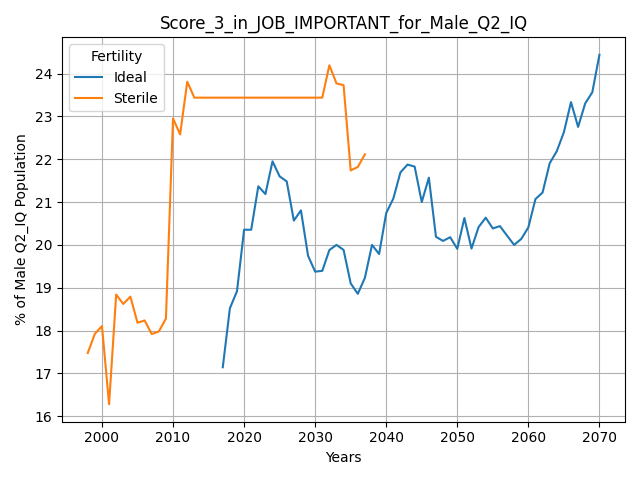 Score_3_in_JOB_IMPORTANT_for_Male_Q2_IQ
Fertility
Ideal
Sterile
% of Male Q2_IQ Population
24
23
22
21
20
19
18
17
16
2000 2010 2020 2030 2040 2050 2060 2070
Years